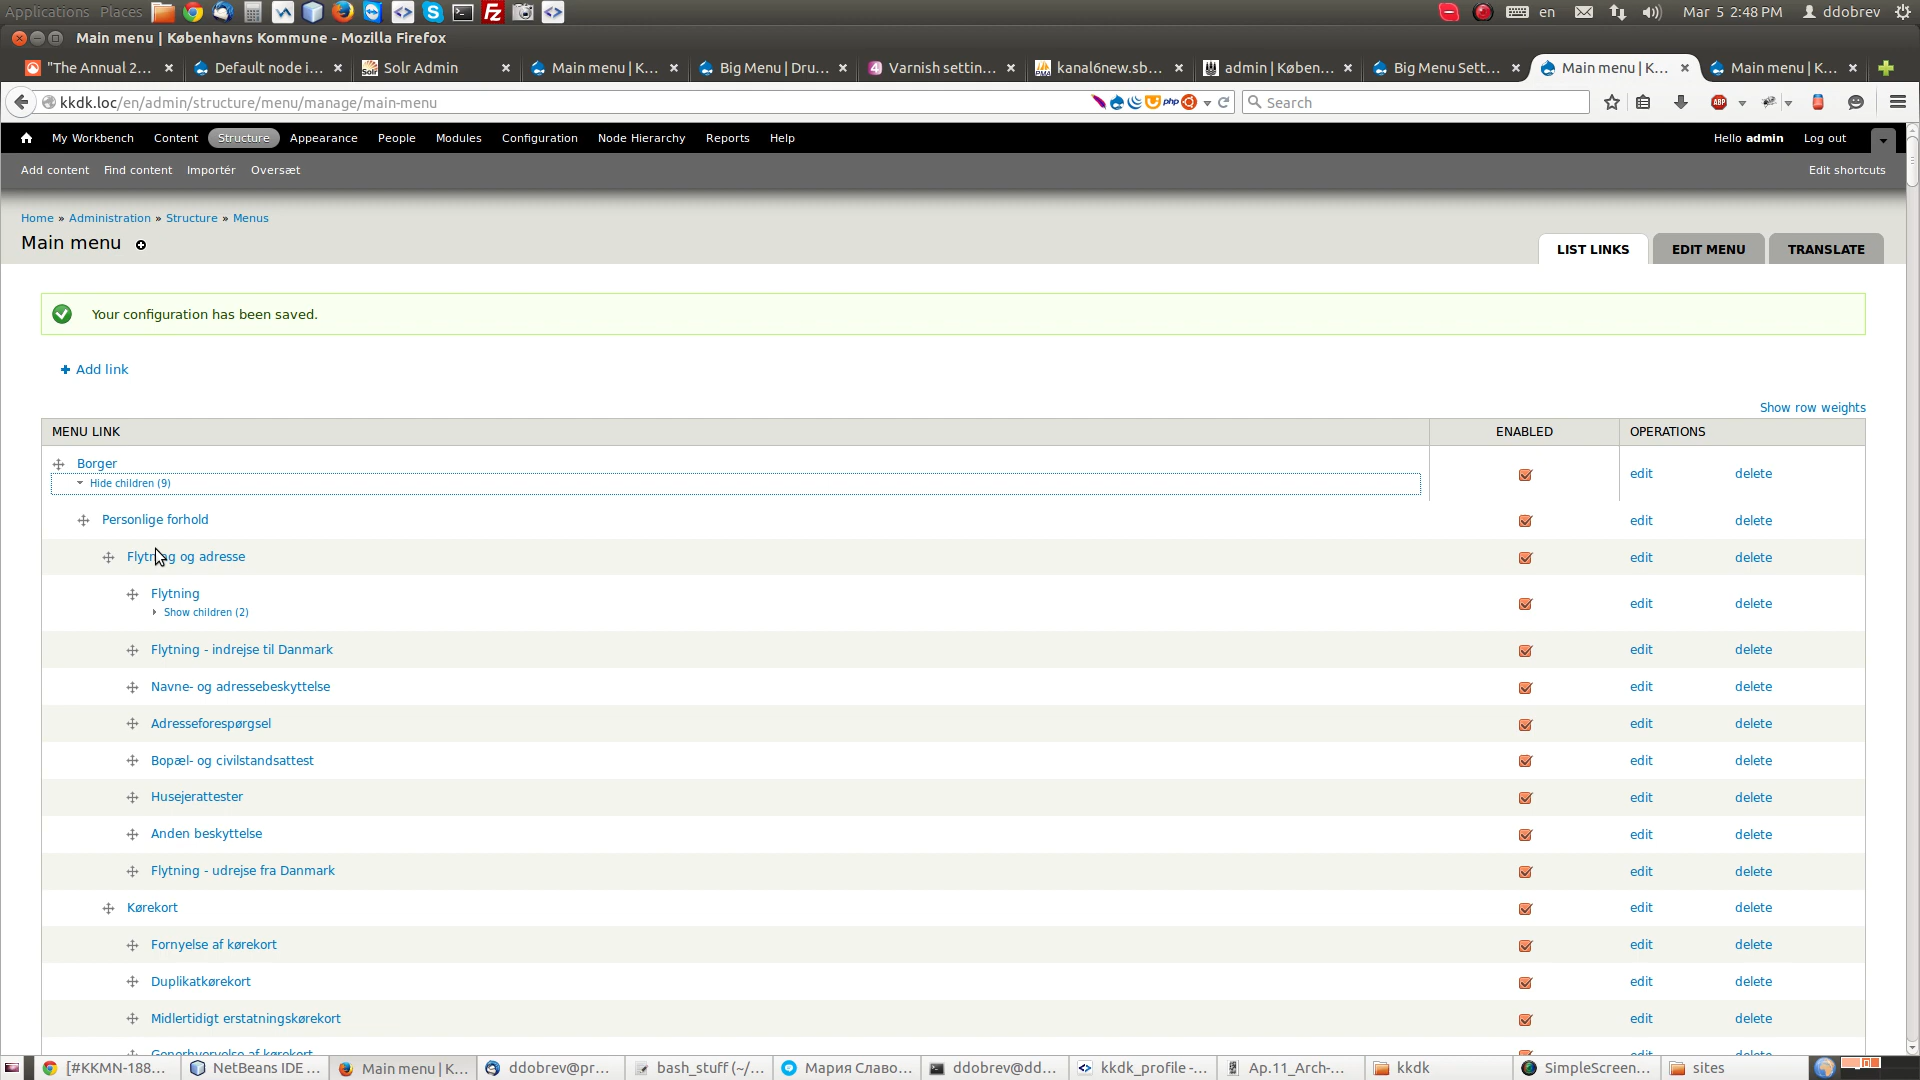 Applications Places en Mar 5 2:48 PM ddobrev
Main menu | Københavns Kommune - Mozilla Firefox
"The Annual 2... Default node i... Solr Admin Main menu | K... Big Menu | Dru... Varnish settin... kanal6new.sb... admin | Køben... Big Menu Sett... Main menu | K... Main menu | K...
kkdk.loc/en/admin/structure/menu/manage/main-menu php Search ABP
My Workbench Content Structure Appearance People Modules Configuration Node Hierarchy Reports Help Hello admin Log out
Add content Find content Importér Oversæt Edit shortcuts
Home » Administration » Structure » Menus
Main menu
LIST LINKS EDIT MENU TRANSLATE
Your configuration has been saved.
Add link
Show row weights
MENU LINK ENABLED OPERATIONS
Borger
Hide children (9) edit delete
Personlige forhold edit delete
Flytning og adresse edit delete
Flytning
Show children (2) edit delete
Flytning - indrejse til Danmark edit delete
Navne- og adressebeskyttelse edit delete
Adresseforespørgsel edit delete
Bopæl- og civilstandsattest edit delete
Husejerattester edit delete
Anden beskyttelse edit delete
Flytning - udrejse fra Danmark edit delete
Kørekort edit delete
Fornyelse af kørekort edit delete
Duplikatkørekort edit delete
Midlertidigt erstatningskørekort edit delete
Generhvervelse af kørekort edit delete
[#KKMN-188... NetBeans IDE ... Main menu | K... ddobrev@pr... bash_stuff (~/... Мария Славо... ddobrev@dd... kkdk_profile -... Ap.11_Arch-... kkdk SimpleScreen... sites